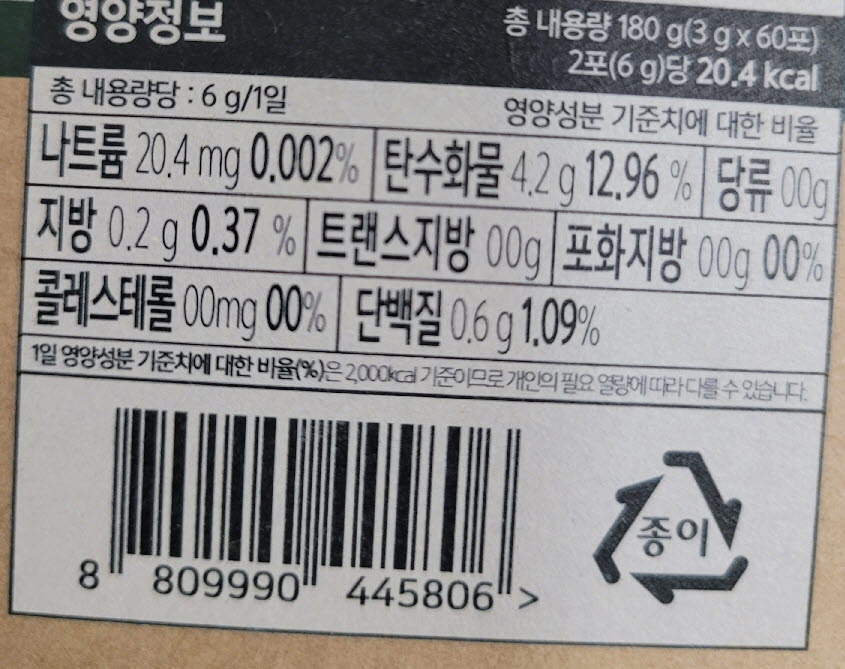 영양정보
총 내용량 180 g(3 g x 60포)
2포(6 g)당 20.4 kcal
총 내용량당 : 6 g/1일
영양성분 기준치에 대한 비율
나트륨 20.4 mg 0.002% 탄수화물 4.2 g 12.96 % 당류 00g
지방 0.2 g 0.37 % 트랜스지방 00g 포화지방 00g 00%
콜레스테롤 00mg 00% 단백질 0.6 g 1.09%
1일 영양성분 기준치에 대한 비율(%)은 2,000kcal 기준이므로 개인의 필요 열량에 따라 다를 수 있습니다.
종이
8 809990 445806 >